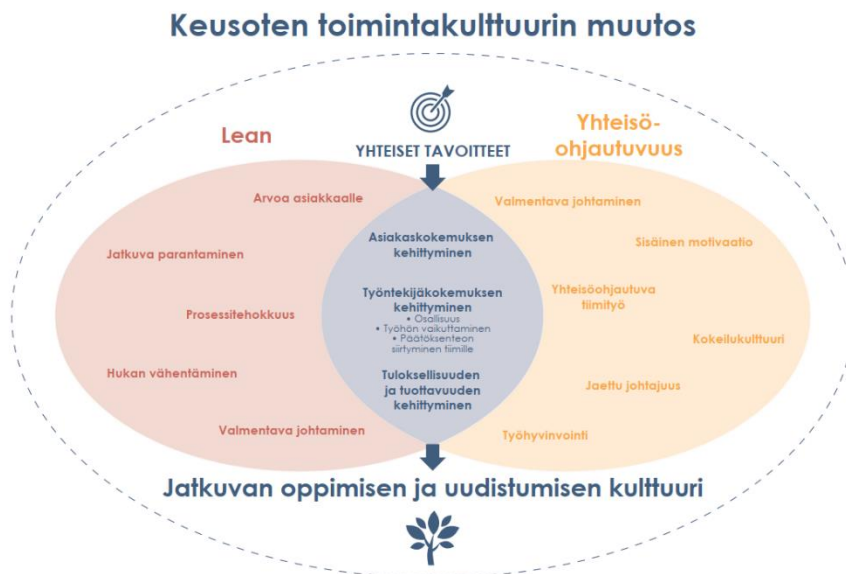 Keusoten toimintakulttuurin muutos
Lean
YHTEISET TAVOITTEET
Yhteisö-
ohjautuvuus
Arvoa asiakkaalle
Jatkuva parantaminen
Prosessitehokkuus
Hukan vähentäminen
Valmentava johtaminen
Asiakaskokemuksen
kehittyminen
Työntekijäkokemuksen
kehittyminen
• Osallisuus
• Työhön vaikuttaminen
• Päätöksenteon
siirtyminen tiimille
Tuloksellisuuden
ja tuottavuuden
kehittyminen
Valmentava johtaminen
Sisäinen motivaatio
Yhteisöohjautuva
tiimityö
Kokeilukulttuuri
Jaettu johtajuus
Työhyvinvointi
Jatkuvan oppimisen ja uudistumisen kulttuuri